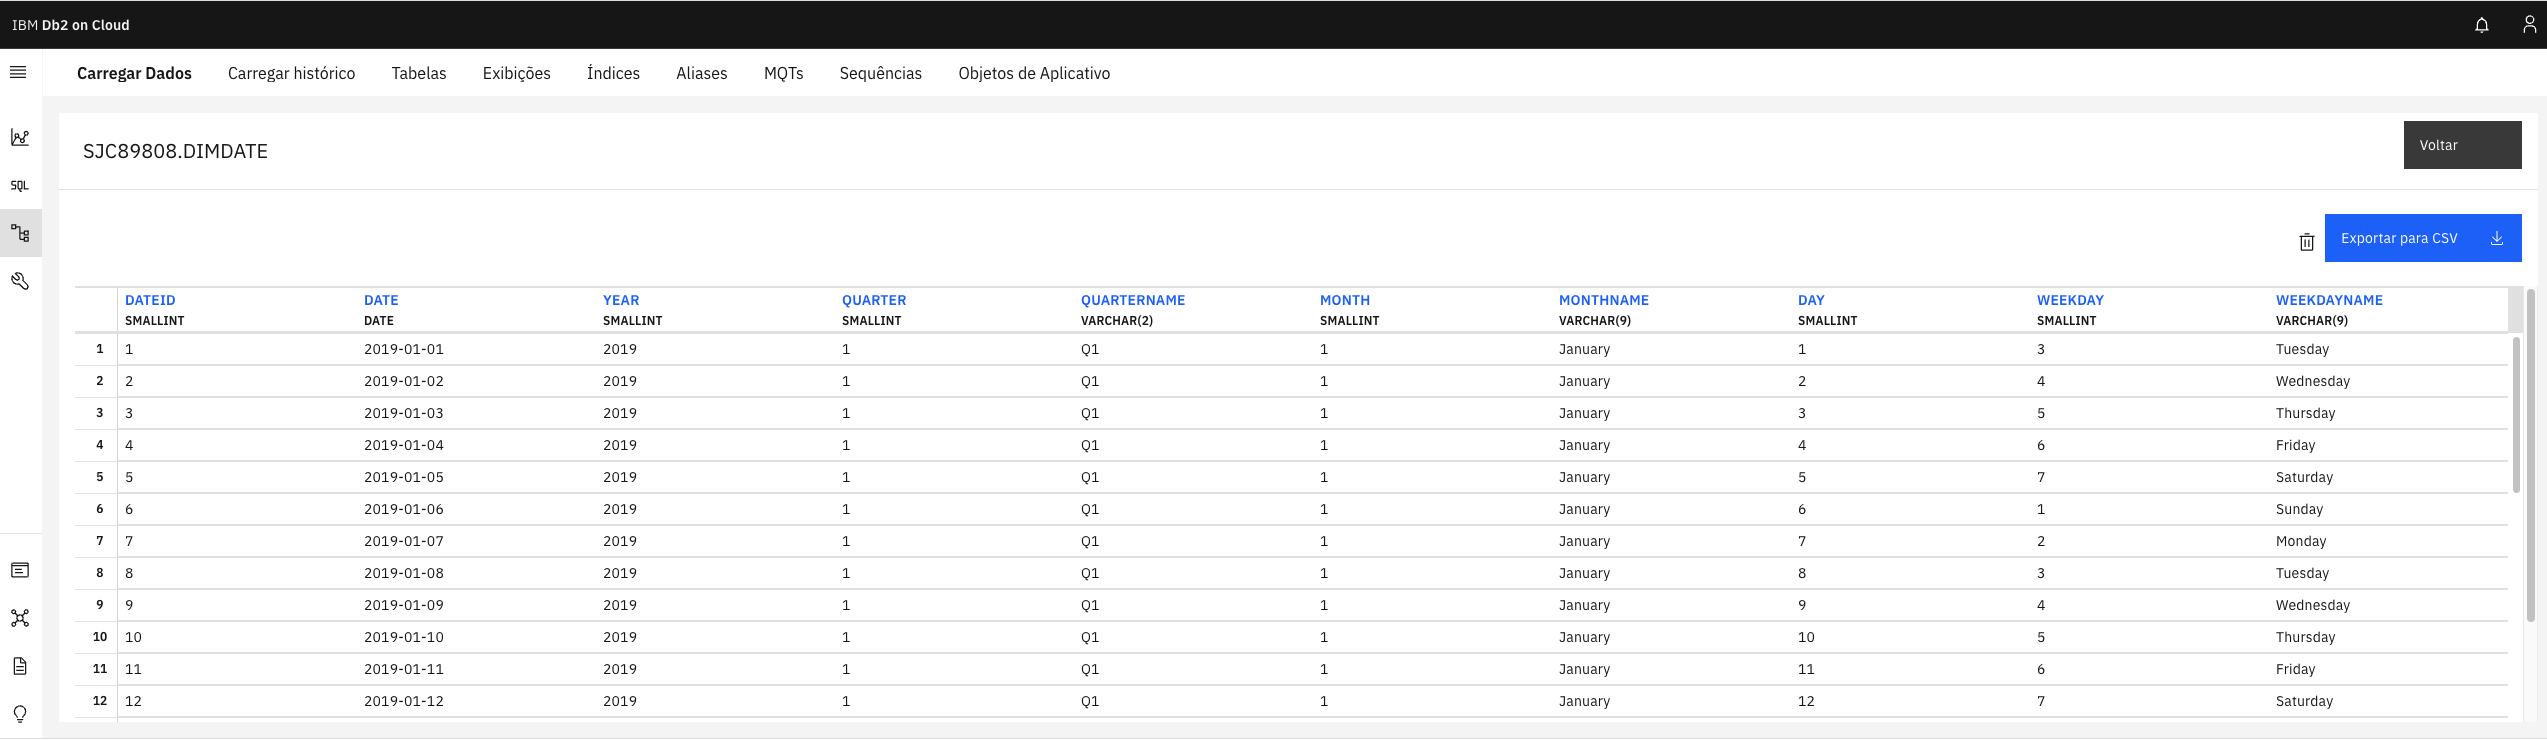 IBM Db2 on Cloud
Carregar Dados Carregar histórico Tabelas Exibições Índices Aliases MQTs Sequências Objetos de Aplicativo
SQL
SJC89808.DIMDATE
Voltar
Exportar para CSV
DATEID DATE YEAR QUARTER QUARTERNAME MONTH MONTHNAME DAY WEEKDAY WEEKDAYNAME
SMALLINT DATE SMALLINT SMALLINT VARCHAR(2) SMALLINT VARCHAR(9) SMALLINT SMALLINT VARCHAR(9)
1 1 2019-01-01 2019 1 Q1 1 January 1 3 Tuesday
2 2 2019-01-02 2019 1 Q1 1 January 2 4 Wednesday
3 3 2019-01-03 2019 1 Q1 1 January 3 5 Thursday
4 4 2019-01-04 2019 1 Q1 1 January 4 6 Friday
5 5 2019-01-05 2019 1 Q1 1 January 5 7 Saturday
6 6 2019-01-06 2019 1 Q1 1 January 6 1 Sunday
7 7 2019-01-07 2019 1 Q1 1 January 7 2 Monday
8 8 2019-01-08 2019 1 Q1 1 January 8 3 Tuesday
9 9 2019-01-09 2019 1 Q1 1 January 9 4 Wednesday
10 10 2019-01-10 2019 1 Q1 1 January 10 5 Thursday
11 11 2019-01-11 2019 1 Q1 1 January 11 6 Friday
12 12 2019-01-12 2019 1 Q1 1 January 12 7 Saturday